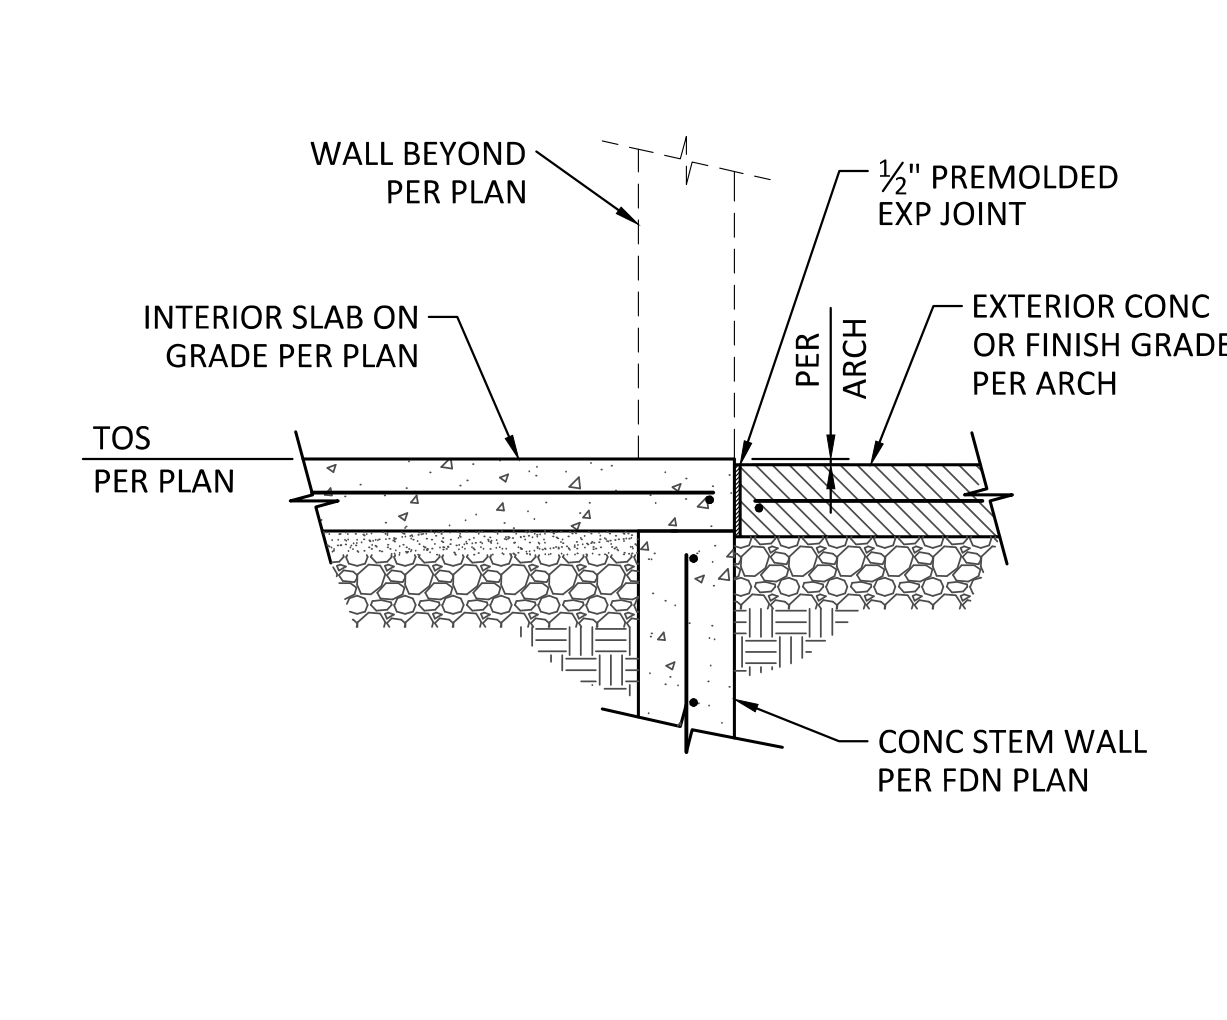 WALL BEYOND
PER PLAN
½" PREMOLDED
EXP JOINT
INTERIOR SLAB ON
GRADE PER PLAN
PER
ARCH
EXTERIOR CONC
OR FINISH GRADE
PER ARCH
TOS
PER PLAN
CONC STEM WALL
PER FDN PLAN